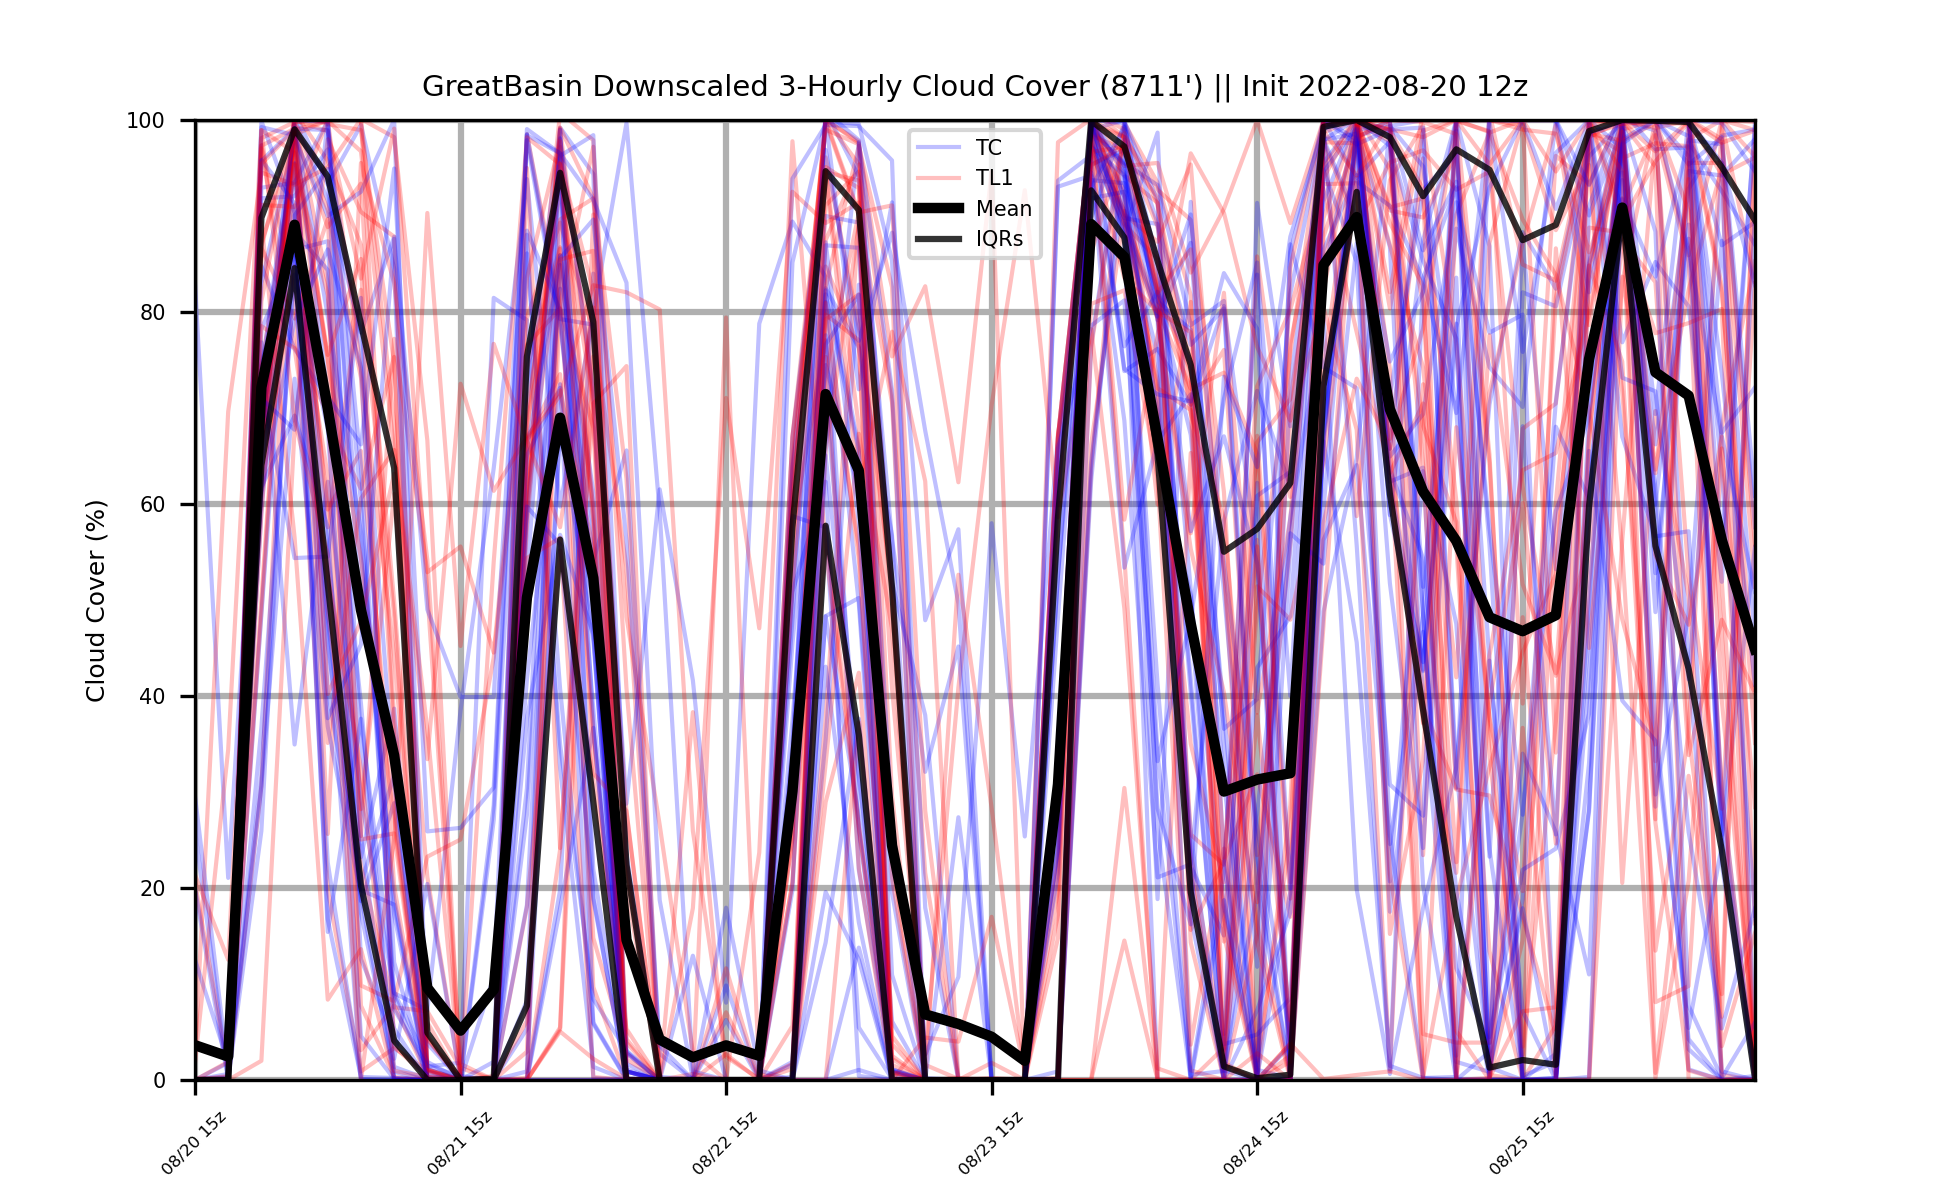 GreatBasin Downscaled 3-Hourly Cloud Cover (8711') || Init 2022-08-20 12z
TC
TL1
Mean
IQRs
Cloud Cover (%)
100
80
60
40
20
0
08/20 15z
08/21 15z
08/22 15z
08/23 15z
08/24 15z
08/25 15z